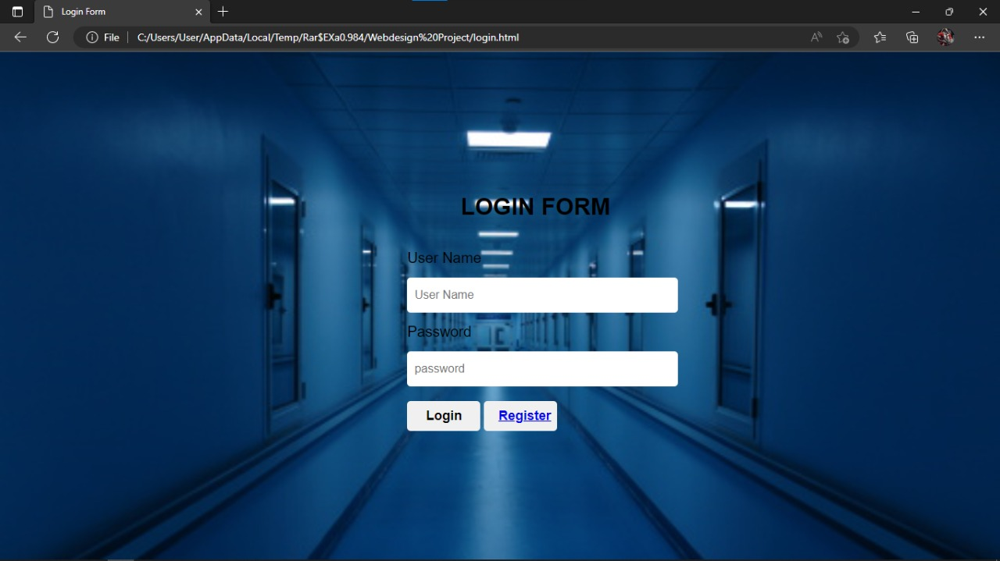 Login Form
File
C:/Users/User/AppData/Local/Temp/Rar$EXa0.984/Webdesign%20Project/login.html
LOGIN FORM
User Name
User Name
Password
password
Login Register